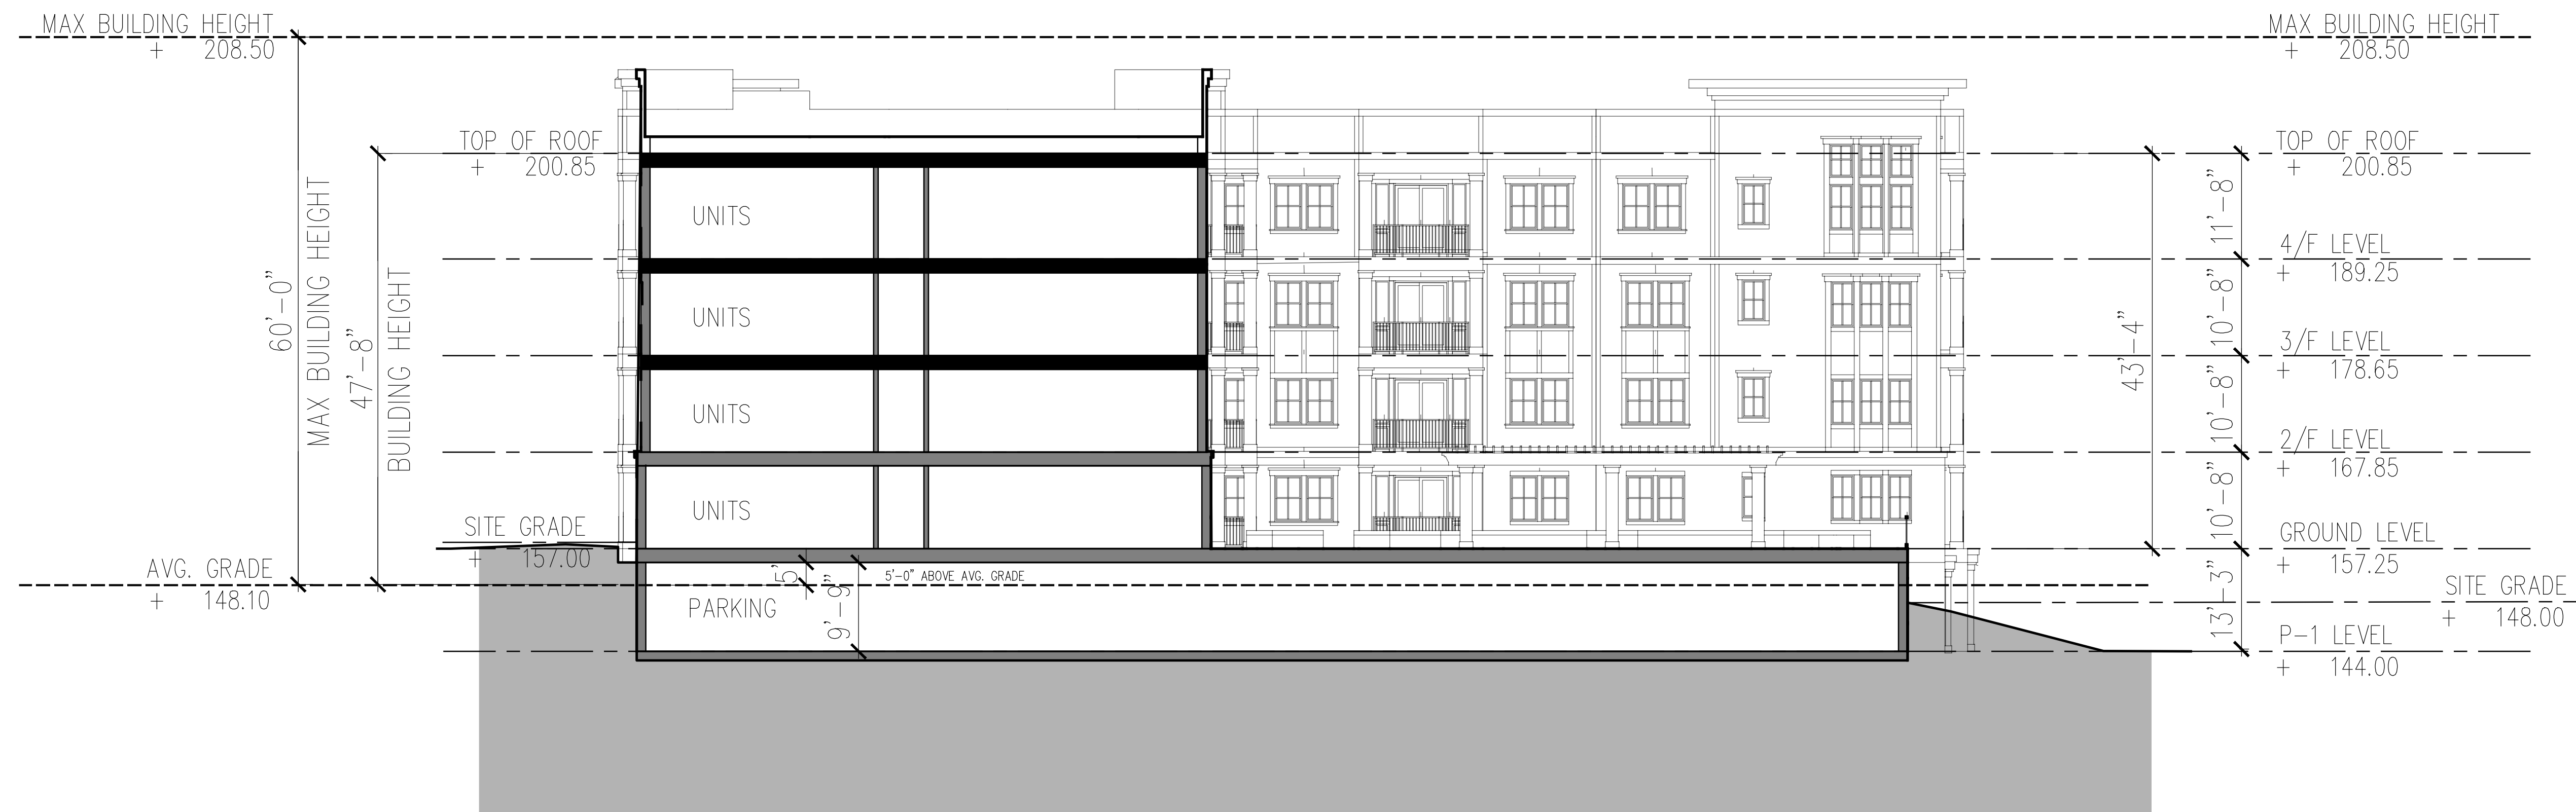 MAX BUILDING HEIGHT
+ 208.50
MAX BUILDING HEIGHT
+ 208.50
TOP OF ROOF
+ 200.85
TOP OF ROOF
+ 200.85
60'-0"
MAX BUILDING HEIGHT
47'-8"
BUILDING HEIGHT
UNITS
UNITS
UNITS
UNITS
43'-4"
11'-8"
4/F LEVEL
+ 189.25
10'-8"
3/F LEVEL
+ 178.65
10'-8"
2/F LEVEL
+ 167.85
10'-8"
SITE GRADE
+ 157.00
GROUND LEVEL
+ 157.25
AVG. GRADE
+ 148.10
5"
5'-0" ABOVE AVG. GRADE
PARKING
9'-9"
13'-3"
SITE GRADE
+ 148.00
P-1 LEVEL
+ 144.00